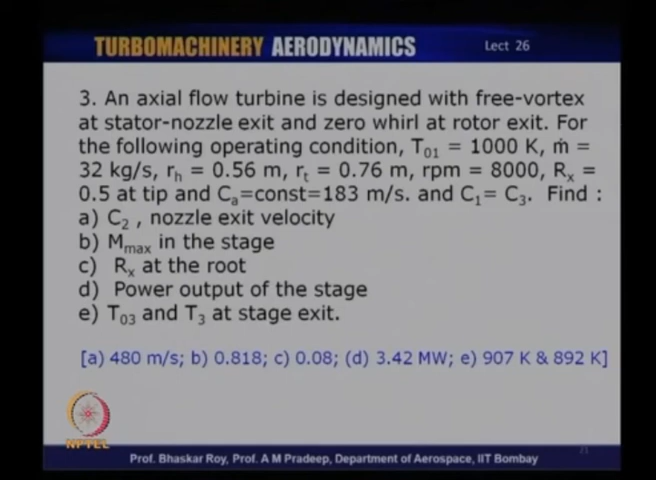 TURBOMACHINERY AERODYNAMICS Lect 26
3. An axial flow turbine is designed with free-vortex
at stator-nozzle exit and zero whirl at rotor exit. For
the following operating condition, T₀₁ = 1000 K, ṁ =
32 kg/s, rₕ = 0.56 m, rₜ = 0.76 m, rpm = 8000, Rₓ =
0.5 at tip and Cₐ=const=183 m/s. and C₁= C₃. Find :
a) C₂ , nozzle exit velocity
b) Mₘₐₓ in the stage
c) Rₓ at the root
d) Power output of the stage
e) T₀₃ and T₃ at stage exit.
[a) 480 m/s; b) 0.818; c) 0.08; (d) 3.42 MW; e) 907 K & 892 K]
NPTEL
Prof. Bhaskar Roy, Prof. A M Pradeep, Department of Aerospace, IIT Bombay